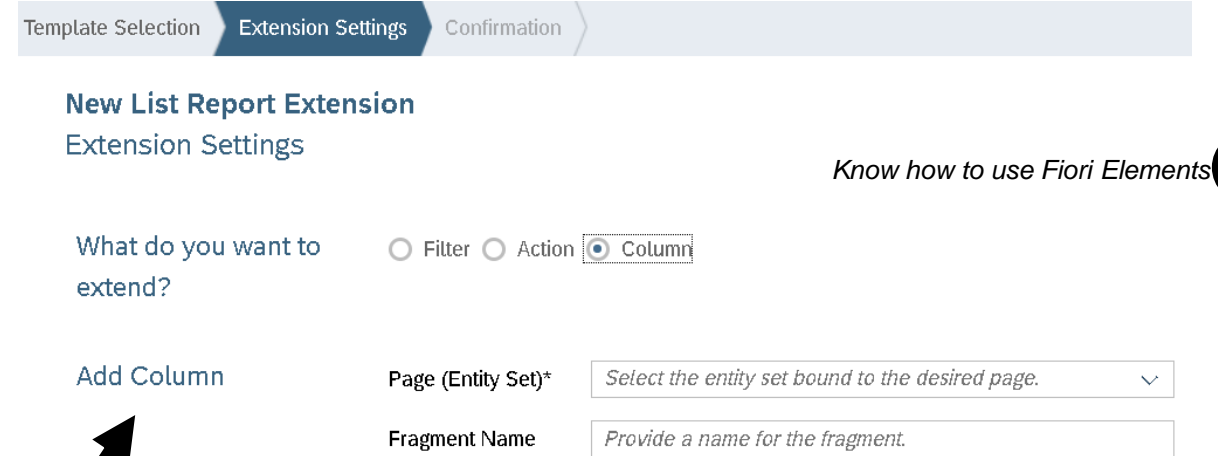 Template Selection Extension Settings Confirmation
New List Report Extension
Extension Settings
Know how to use Fiori Elements
What do you want to
extend?
Filter Action Column
Add Column
Page (Entity Set)* Select the entity set bound to the desired page.
Fragment Name Provide a name for the fragment.